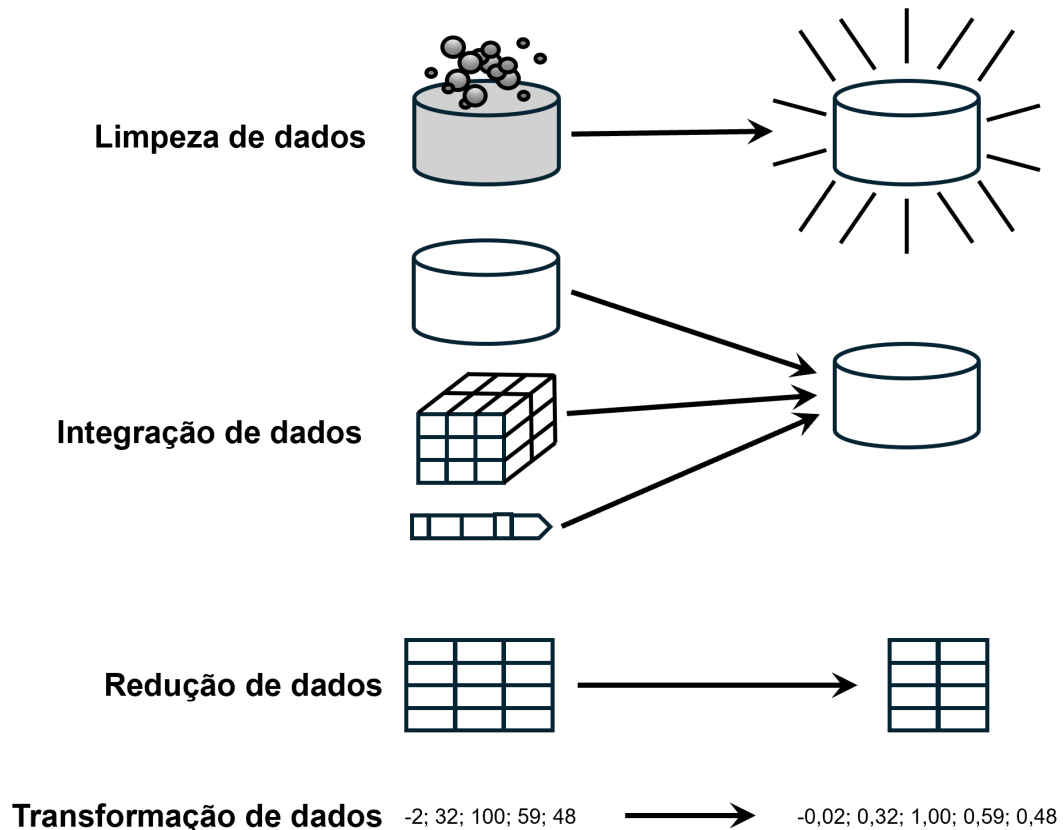 Limpeza de dados
Integração de dados
Redução de dados
Transformação de dados -2; 32; 100; 59; 48 -0,02; 0,32; 1,00; 0,59; 0,48